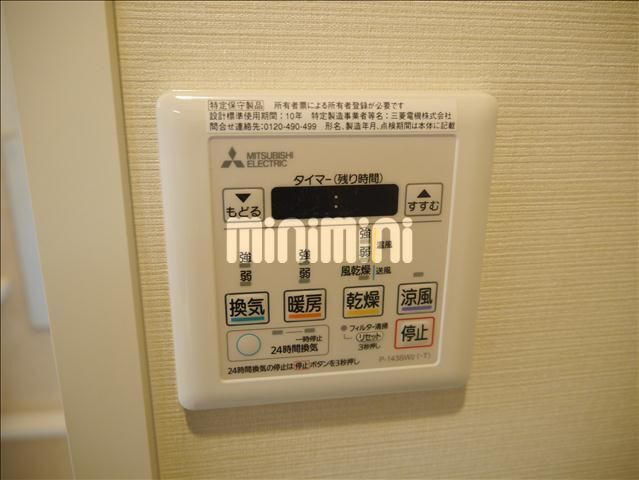 特定保守製品　所有者票による所有者登録が必要です
設計標準使用期間：10年　特定製造事業者等名：三菱電機株式会社
問合せ連絡先:0120-490-499　形名、製造年月、点検期間は本体に記載
MITSUBISHI
ELECTRIC
タイマー(残り時間)
▼ もどる
▲ すすむ
minimini
強 強 強 温風
弱 弱 風乾燥 送風
換気 暖房 乾燥 涼風
一時停止
24時間換気
フィルター清掃
リセット
3秒押し
停止
24時間換気の停止は停止ボタンを3秒押し